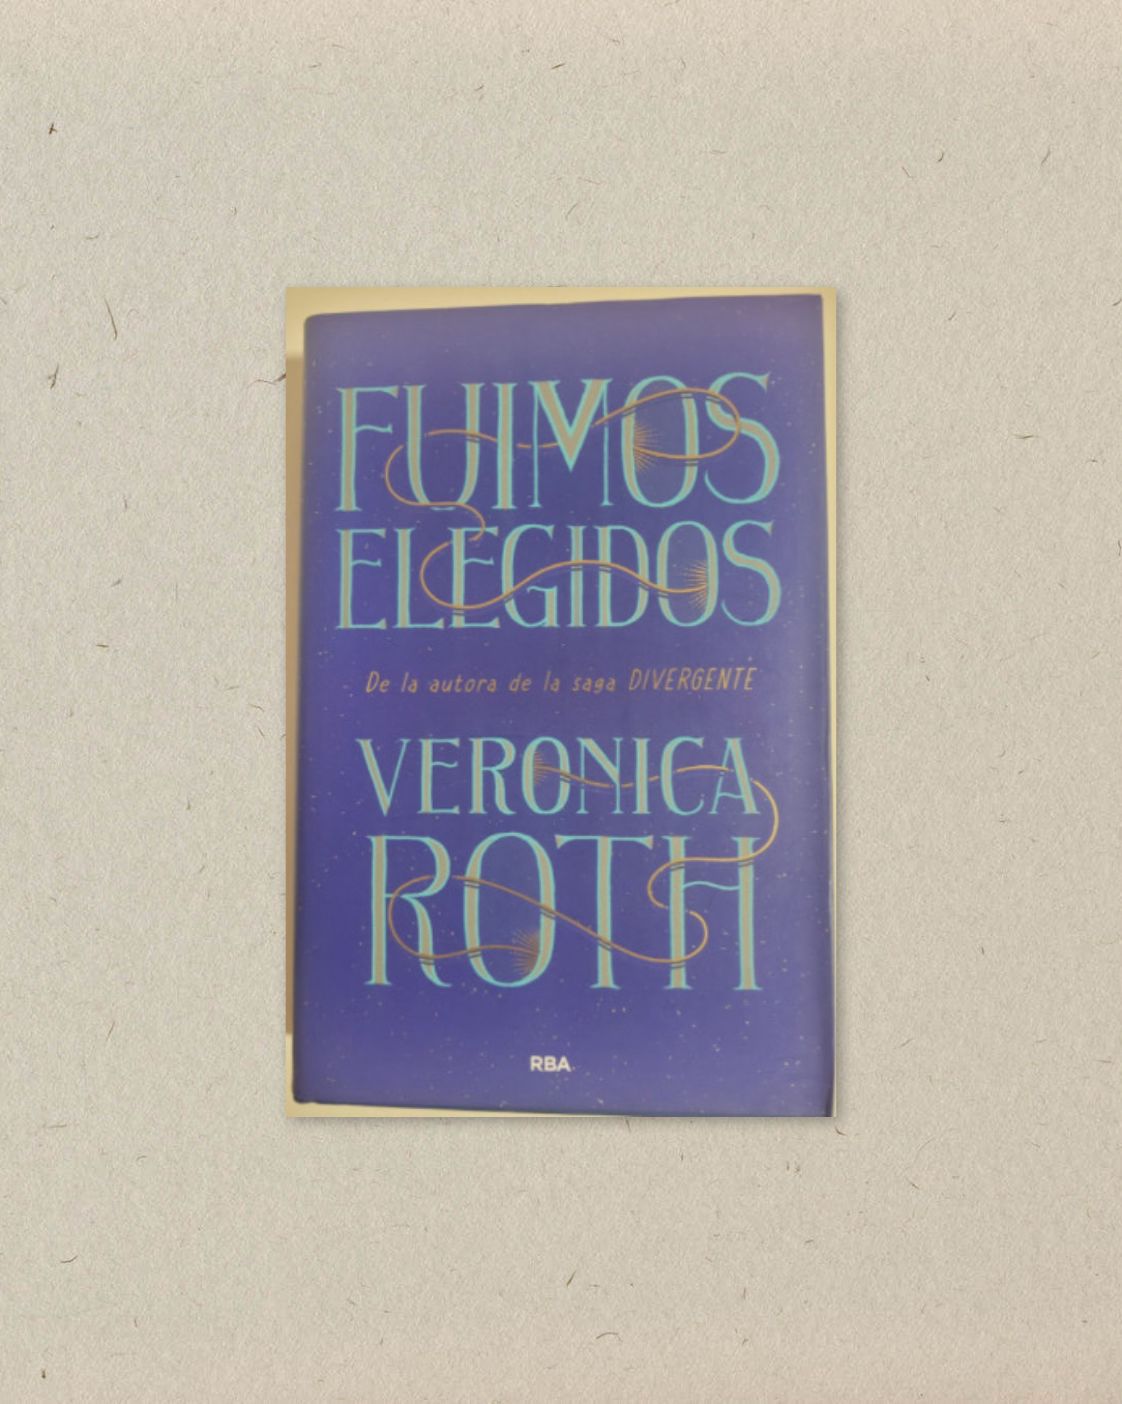 FUIMOS
ELEGIDOS
De la autora de la saga DIVERGENTE
VERONICA
ROTH
RBA